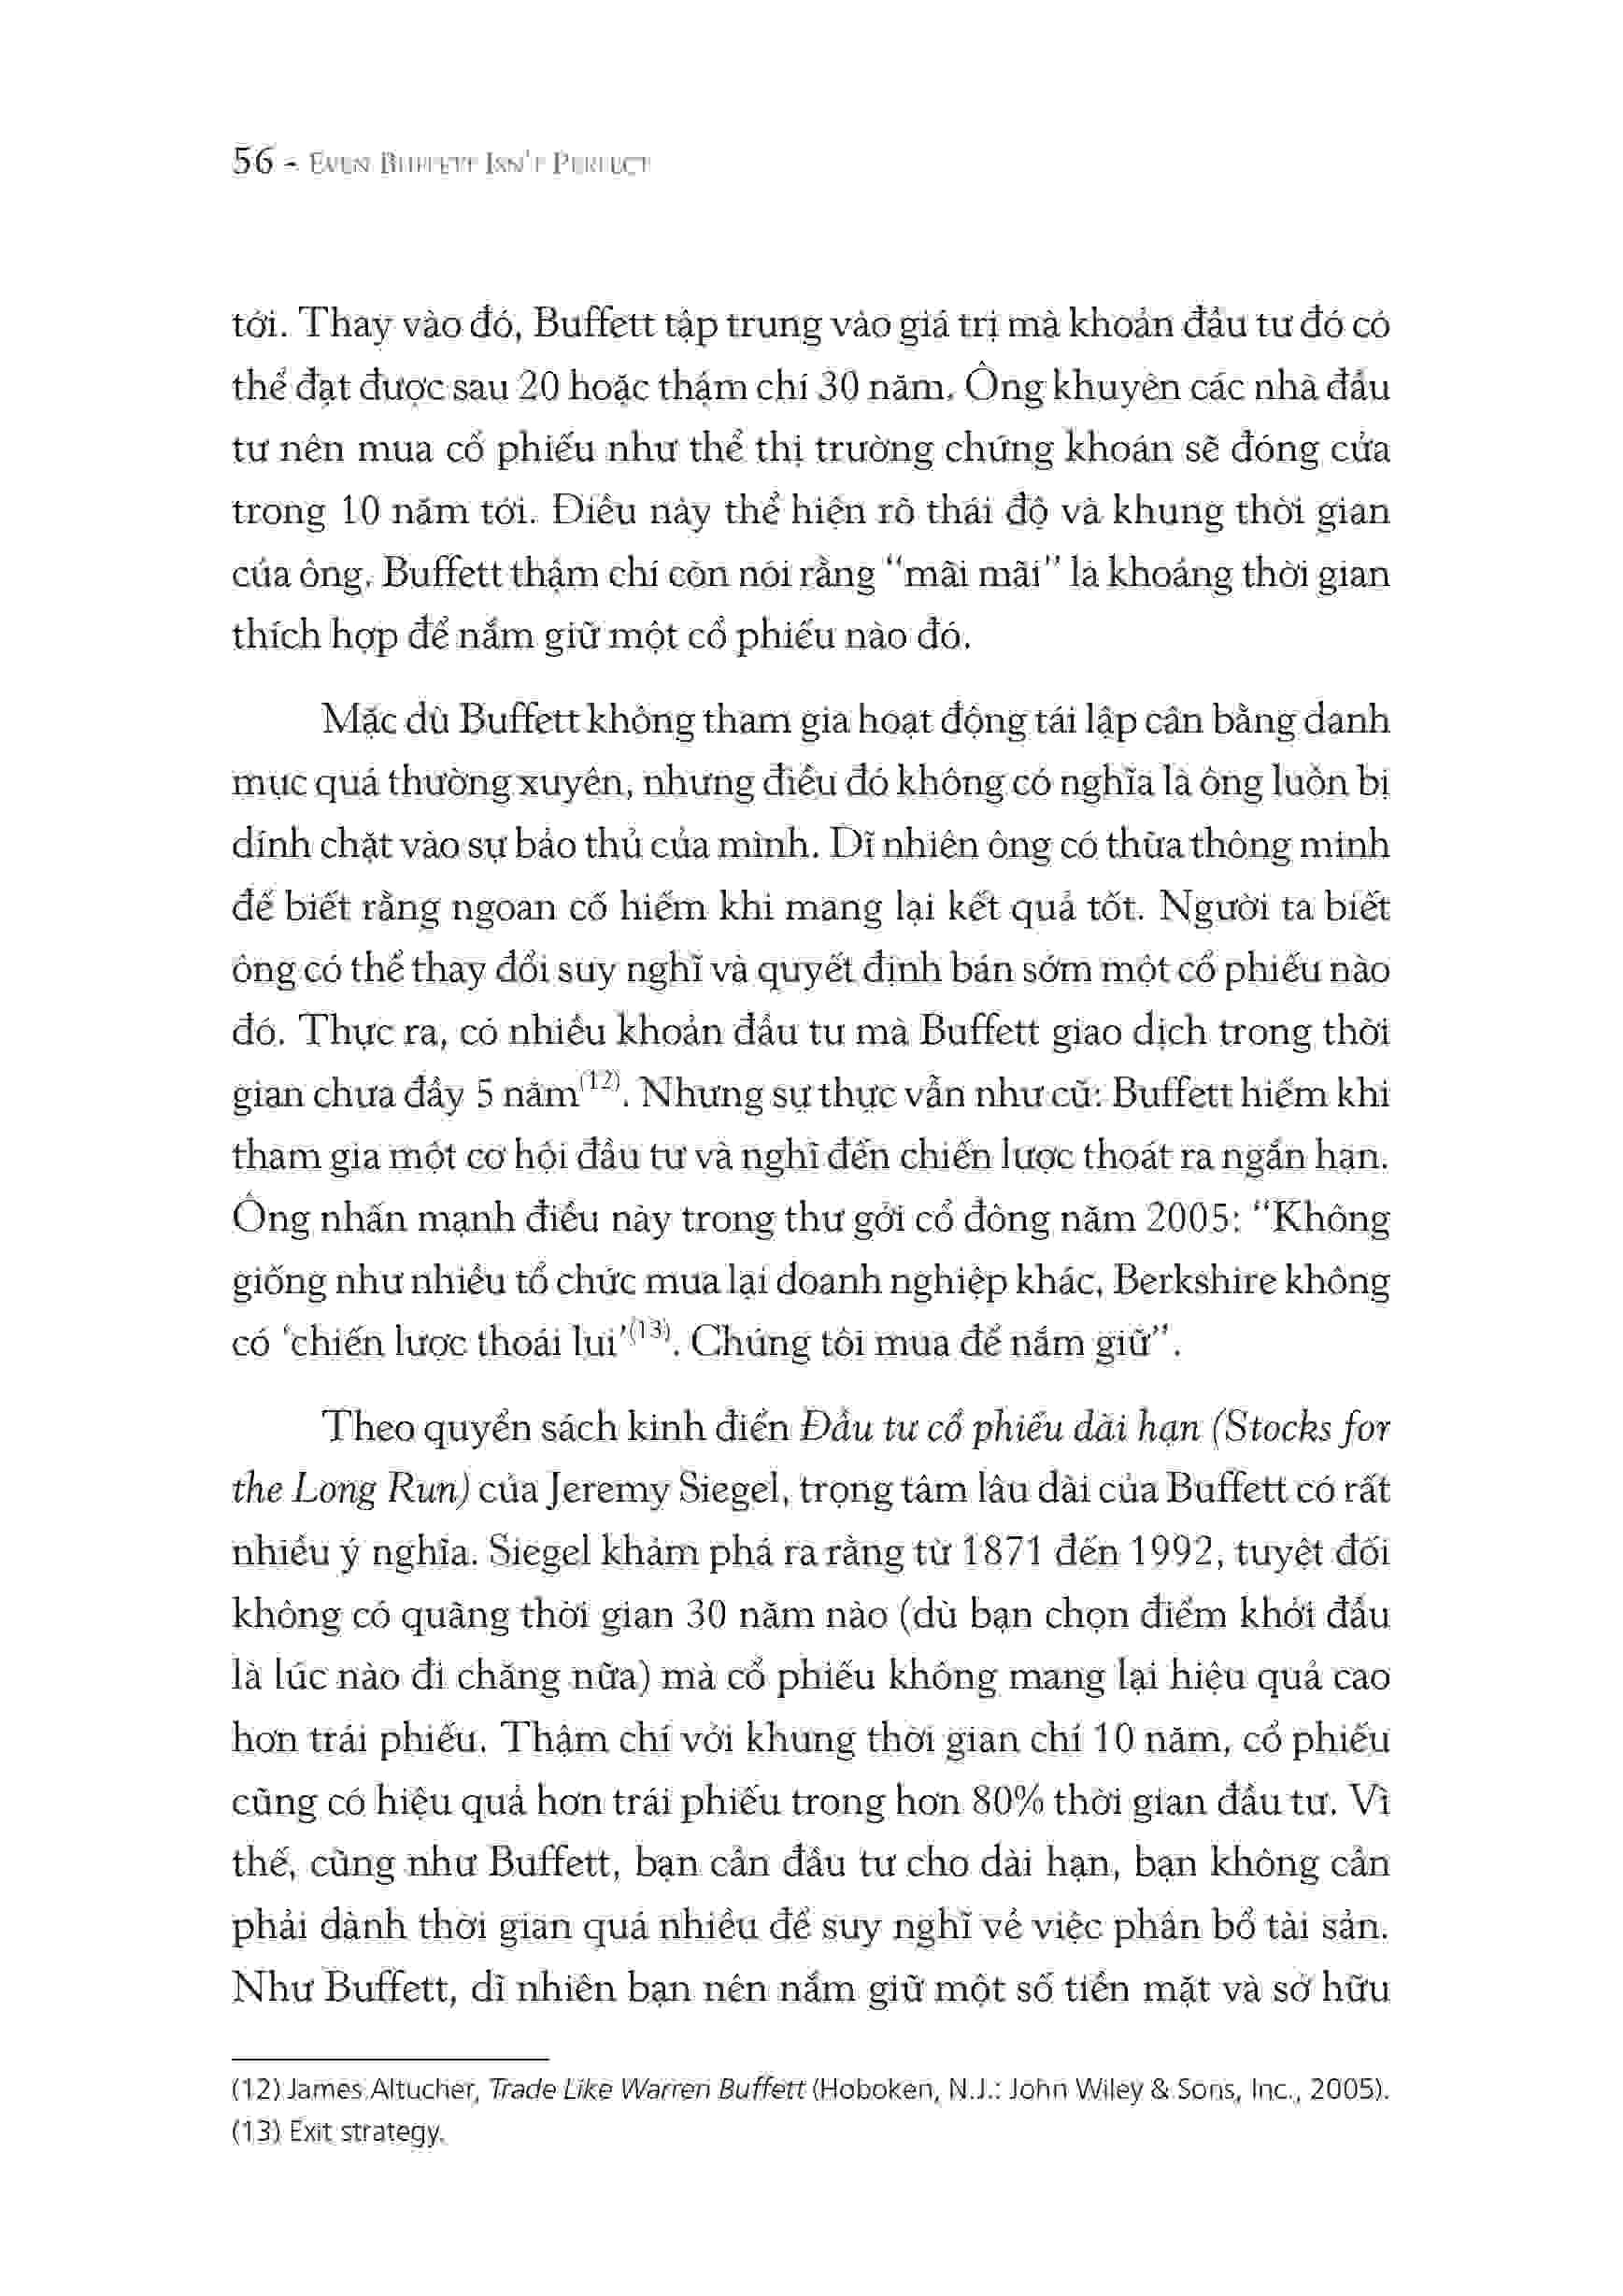 56 - Even Buffett Isn't Perfect
tới. Thay vào đó, Buffett tập trung vào giá trị mà khoản đầu tư đó có
thể đạt được sau 20 hoặc thậm chí 30 năm. Ông khuyên các nhà đầu
tư nên mua cổ phiếu như thể thị trường chứng khoán sẽ đóng cửa
trong 10 năm tới. Điều này thể hiện rõ thái độ và khung thời gian
của ông. Buffett thậm chí còn nói rằng “mãi mãi” là khoảng thời gian
thích hợp để nắm giữ một cổ phiếu nào đó.
Mặc dù Buffett không tham gia hoạt động tái lập cân bằng danh
mục quá thường xuyên, nhưng điều đó không có nghĩa là ông luôn bị
dính chặt vào sự bảo thủ của mình. Dĩ nhiên ông có thừa thông minh
để biết rằng ngoan cố hiếm khi mang lại kết quả tốt. Người ta biết
ông có thể thay đổi suy nghĩ và quyết định bán sớm một cổ phiếu nào
đó. Thực ra, có nhiều khoản đầu tư mà Buffett giao dịch trong thời
gian chưa đầy 5 năm(12). Nhưng sự thực vẫn như cũ: Buffett hiếm khi
tham gia một cơ hội đầu tư và nghĩ đến chiến lược thoát ra ngắn hạn.
Ông nhấn mạnh điều này trong thư gởi cổ đông năm 2005: “Không
giống như nhiều tổ chức mua lại doanh nghiệp khác, Berkshire không
có ‘chiến lược thoái lui’(13). Chúng tôi mua để nắm giữ”.
Theo quyển sách kinh điển Đầu tư cổ phiếu dài hạn (Stocks for
the Long Run) của Jeremy Siegel, trọng tâm lâu dài của Buffett có rất
nhiều ý nghĩa. Siegel khám phá ra rằng từ 1871 đến 1992, tuyệt đối
không có quãng thời gian 30 năm nào (dù bạn chọn điểm khởi đầu
là lúc nào đi chăng nữa) mà cổ phiếu không mang lại hiệu quả cao
hơn trái phiếu. Thậm chí với khung thời gian chỉ 10 năm, cổ phiếu
cũng có hiệu quả hơn trái phiếu trong hơn 80% thời gian đầu tư. Vì
thế, cũng như Buffett, bạn cần đầu tư cho dài hạn, bạn không cần
phải dành thời gian quá nhiều để suy nghĩ về việc phân bổ tài sản.
Như Buffett, dĩ nhiên bạn nên nắm giữ một số tiền mặt và sở hữu
(12) James Altucher, Trade Like Warren Buffett (Hoboken, N.J.: John Wiley & Sons, Inc., 2005).
(13) Exit strategy.